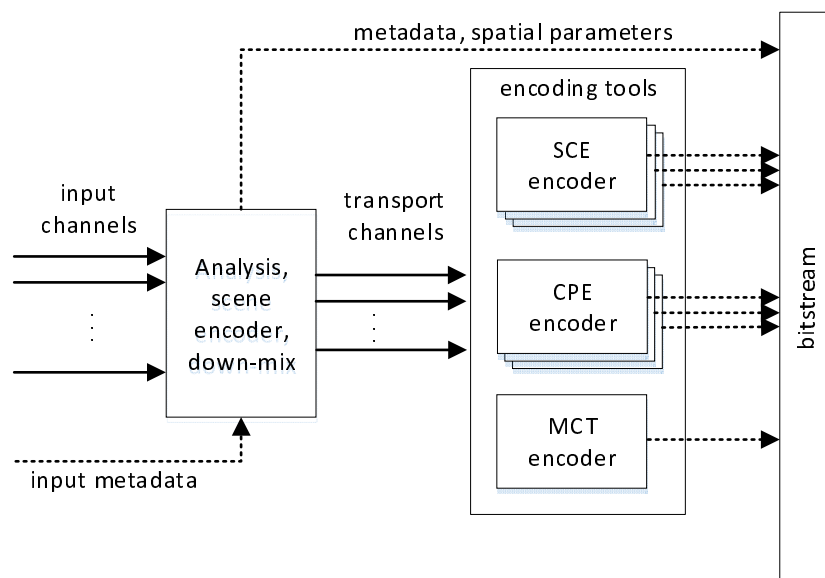 metadata, spatial parameters
encoding tools
SCE
encoder
input
channels
transport
channels
Analysis,
scene
encoder,
down-mix
CPE
encoder
bitstream
MCT
encoder
input metadata